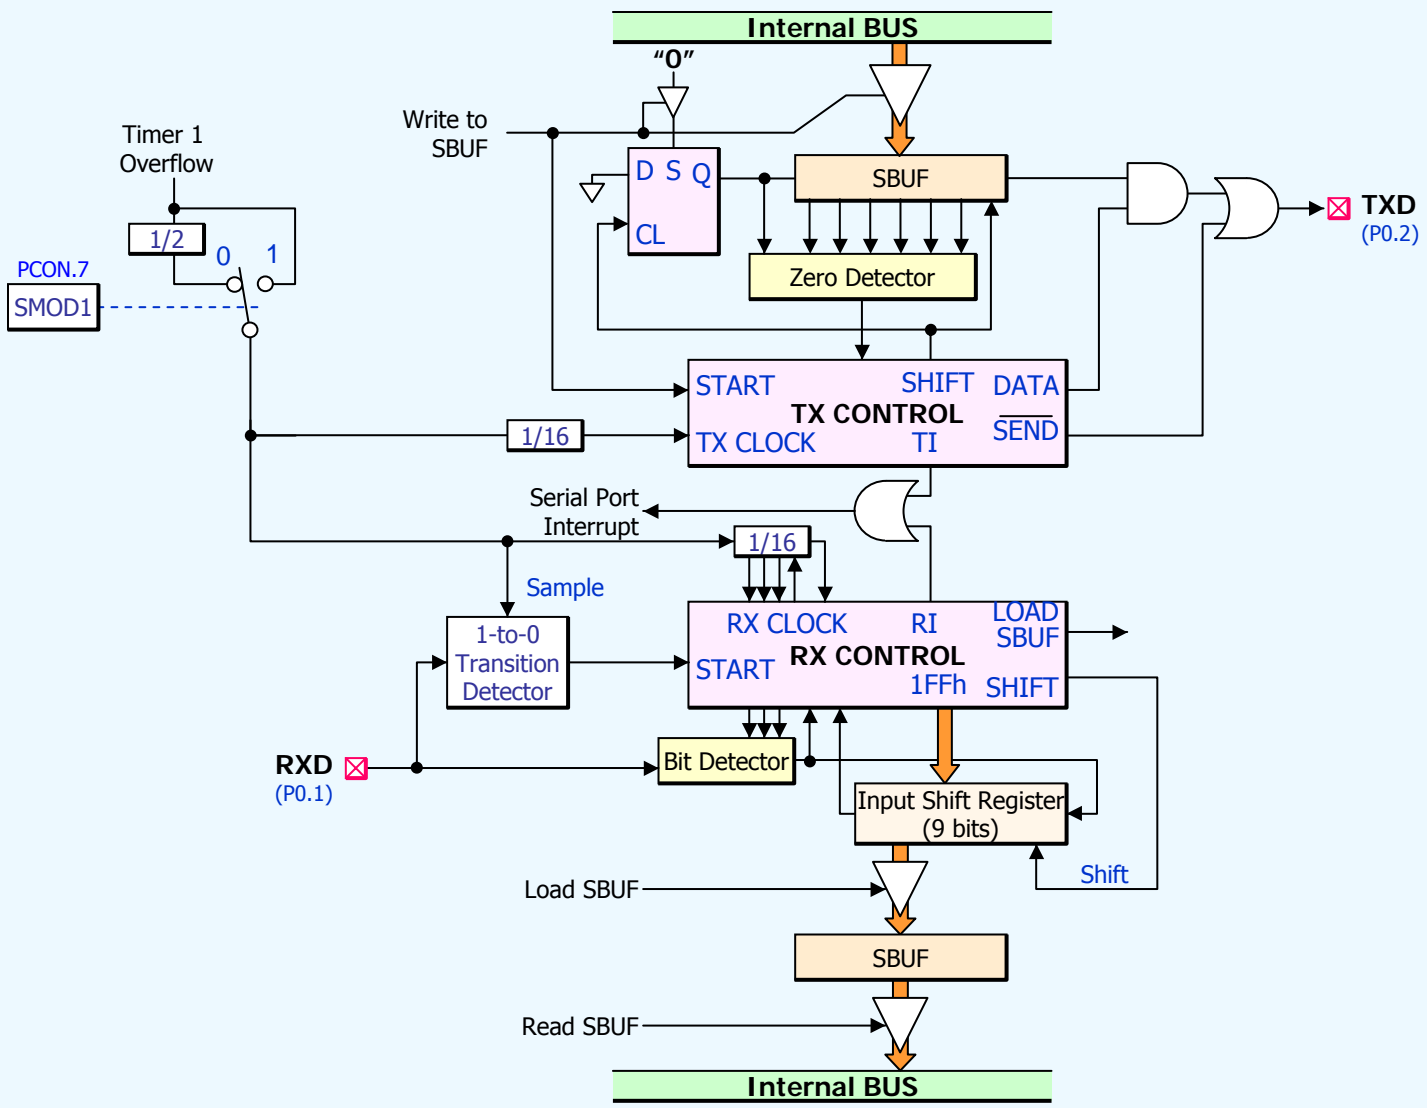 Internal BUS
“0”
Write to
SBUF
Timer 1
Overflow
D S Q
CL
SBUF
TXD
(P0.2)
1/2
0
1
PCON.7
SMOD1
Zero Detector
START
SHIFT
DATA
TX CONTROL
TX CLOCK
TI
SEND
1/16
Serial Port
Interrupt
1/16
Sample
1-to-0
Transition
Detector
RX CLOCK
RI
LOAD
SBUF
RX CONTROL
START
1FFh
SHIFT
RXD
(P0.1)
Bit Detector
Input Shift Register
(9 bits)
Shift
Load SBUF
SBUF
Read SBUF
Internal BUS